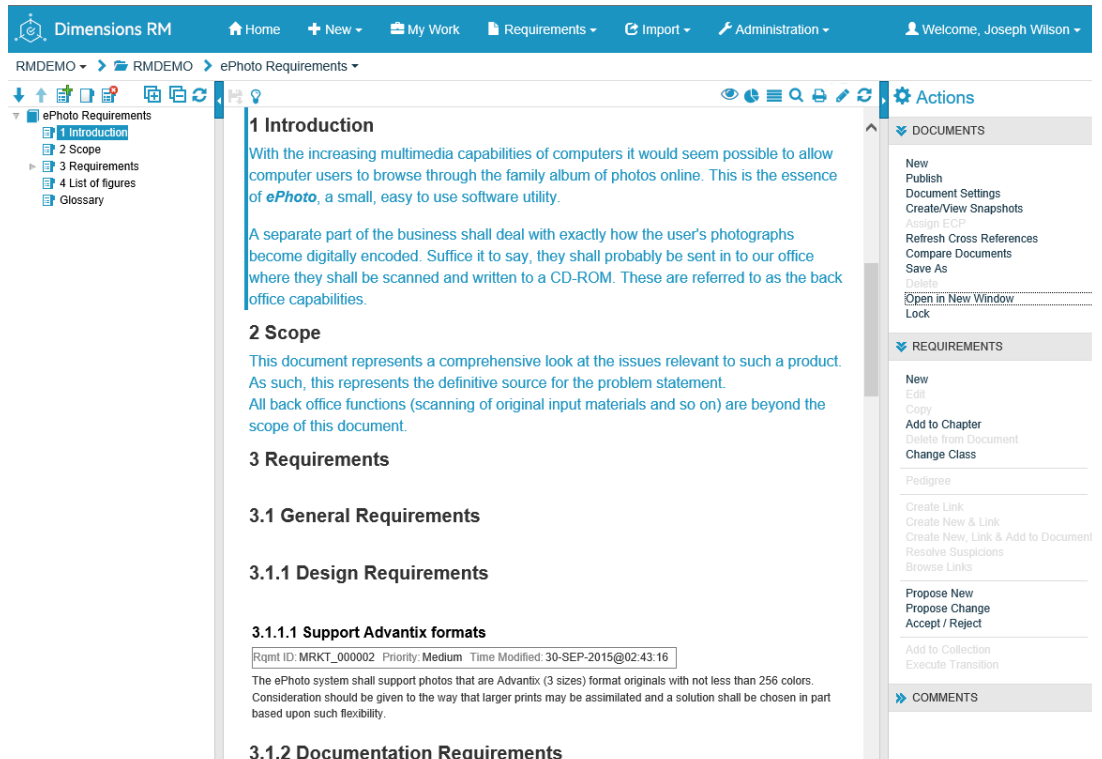 Dimensions RM
Home
New
My Work
Requirements
Import
Administration
Welcome, Joseph Wilson
RMDEMO
RMDEMO
ePhoto Requirements
ePhoto Requirements
1 Introduction
2 Scope
3 Requirements
4 List of figures
Glossary
1 Introduction
With the increasing multimedia capabilities of computers it would seem possible to allow
computer users to browse through the family album of photos online. This is the essence
of ePhoto, a small, easy to use software utility.
A separate part of the business shall deal with exactly how the user's photographs
become digitally encoded. Suffice it to say, they shall probably be sent in to our office
where they shall be scanned and written to a CD-ROM. These are referred to as the back
office capabilities.
2 Scope
This document represents a comprehensive look at the issues relevant to such a product.
As such, this represents the definitive source for the problem statement.
All back office functions (scanning of original input materials and so on) are beyond the
scope of this document.
3 Requirements
3.1 General Requirements
3.1.1 Design Requirements
3.1.1.1 Support Advantix formats
Rqmt ID: MRKT_000002 Priority: Medium Time Modified: 30-SEP-2015@02:43:16
The ePhoto system shall support photos that are Advantix (3 sizes) format originals with not less than 256 colors.
Consideration should be given to the way that larger prints may be assimilated and a solution shall be chosen in part
based upon such flexibility.
3.1.2 Documentation Requirements
Actions
DOCUMENTS
New
Publish
Document Settings
Create/View Snapshots
Assign ECP
Refresh Cross References
Compare Documents
Save As
Delete
Open in New Window
Lock
REQUIREMENTS
New
Edit
Copy
Add to Chapter
Delete from Document
Change Class
Pedigree
Create Link
Create New & Link
Create New, Link & Add to Document
Resolve Suspicions
Browse Links
Propose New
Propose Change
Accept / Reject
Add to Collection
Execute Transition
COMMENTS